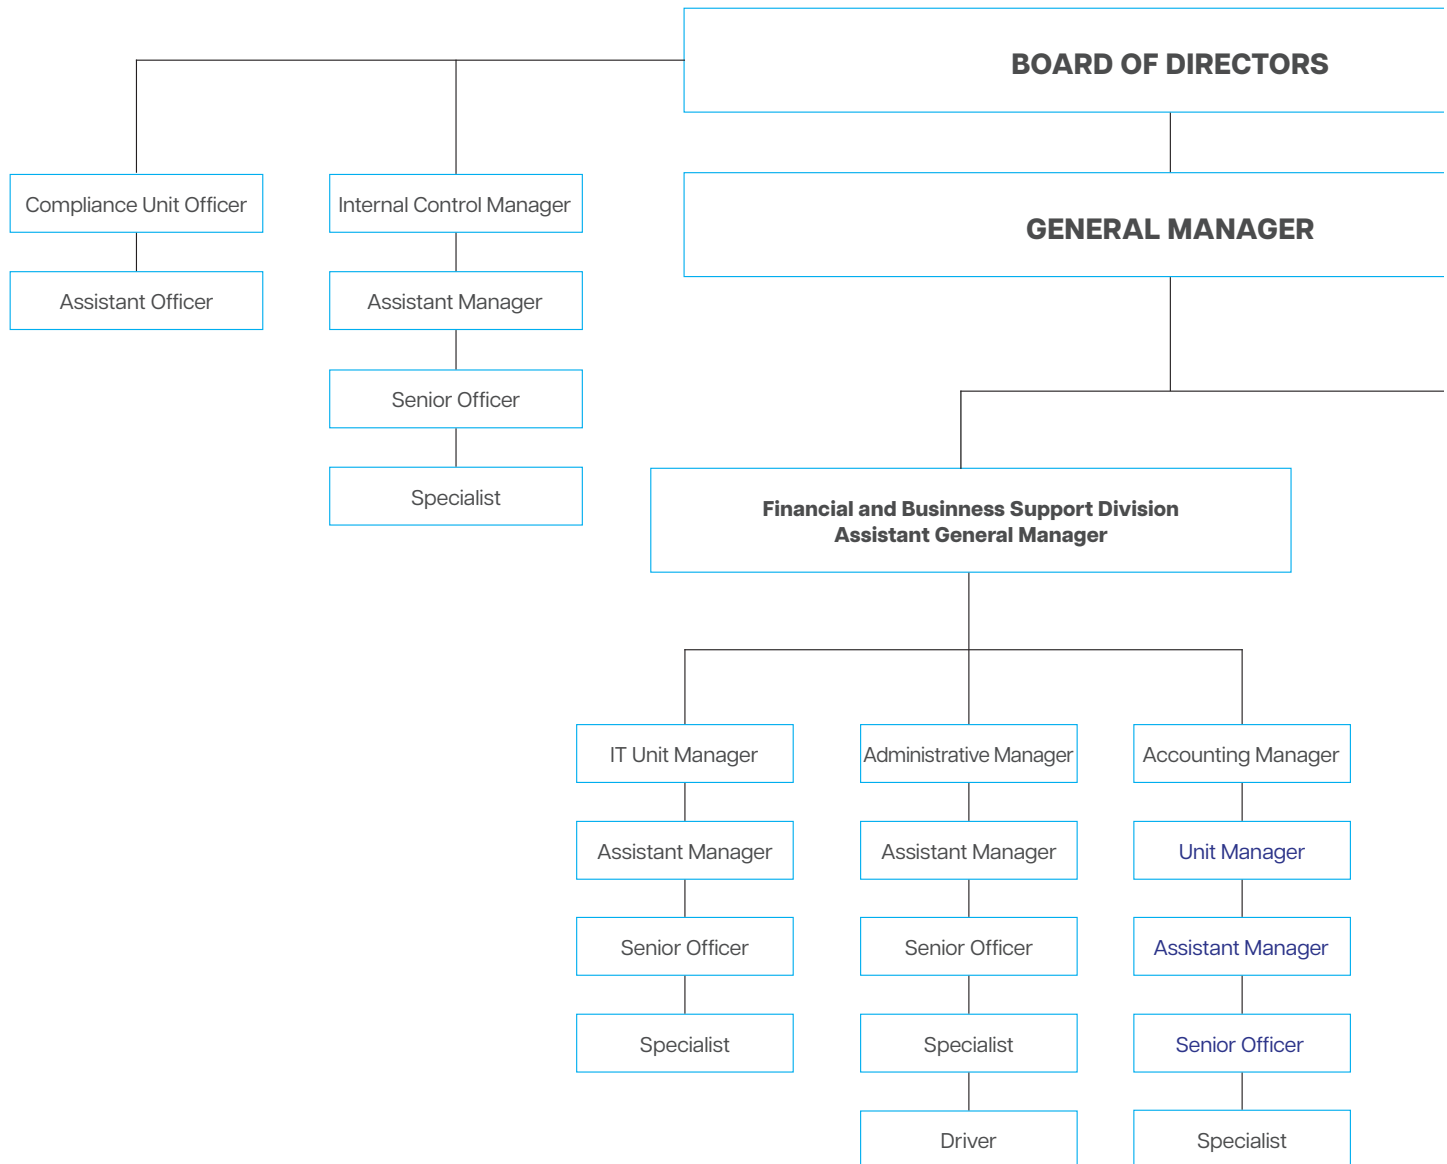 BOARD OF DIRECTORS
Compliance Unit Officer
Internal Control Manager
GENERAL MANAGER
Assistant Officer
Assistant Manager
Senior Officer
Specialist
Financial and Businness Support Division
Assistant General Manager
IT Unit Manager
Administrative Manager
Accounting Manager
Assistant Manager
Assistant Manager
Unit Manager
Senior Officer
Senior Officer
Assistant Manager
Specialist
Specialist
Senior Officer
Driver
Specialist